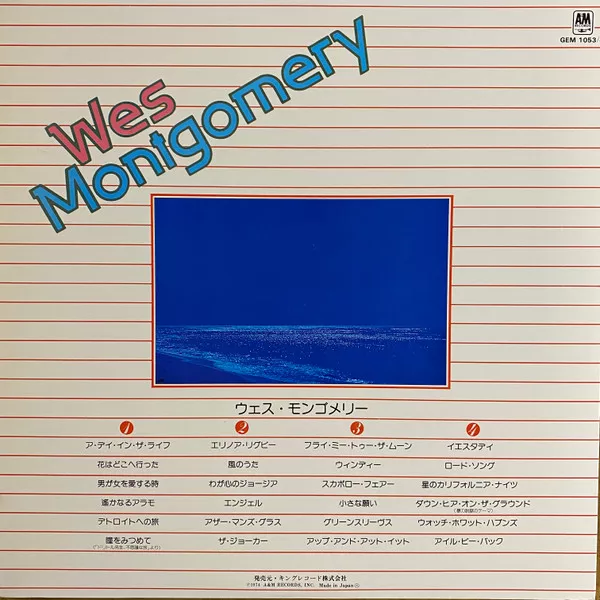 A&M
RECORDS
GEM 1053
Wes
Montgomery
ウェス・モンゴメリー
1
ア・デイ・イン・ザ・ライフ
花はどこへ行った
男が女を愛する時
遙かなるアラモ
デトロイトへの旅
瞳をみつめて
2
エリノア・リグビー
風のうた
わが心のジョージア
エンジェル
アザー・マンズ・グラス
ザ・ジョーカー
3
フライ・ミー・トゥー・ザ・ムーン
ウィンディー
スカボロー・フェアー
小さな願い
グリーンスリーヴス
アップ・アンド・アット・イット
4
イエスタデイ
ロード・ソング
星のカリフォルニア・ナイツ
ダウン・ヒア・オン・ザ・グラウンド
ウォッチ・ホワット・ハプンズ
アイル・ビー・バック
発売元・キングレコード株式会社
Ⓟ1974 A&M RECORDS, INC. Made in Japan